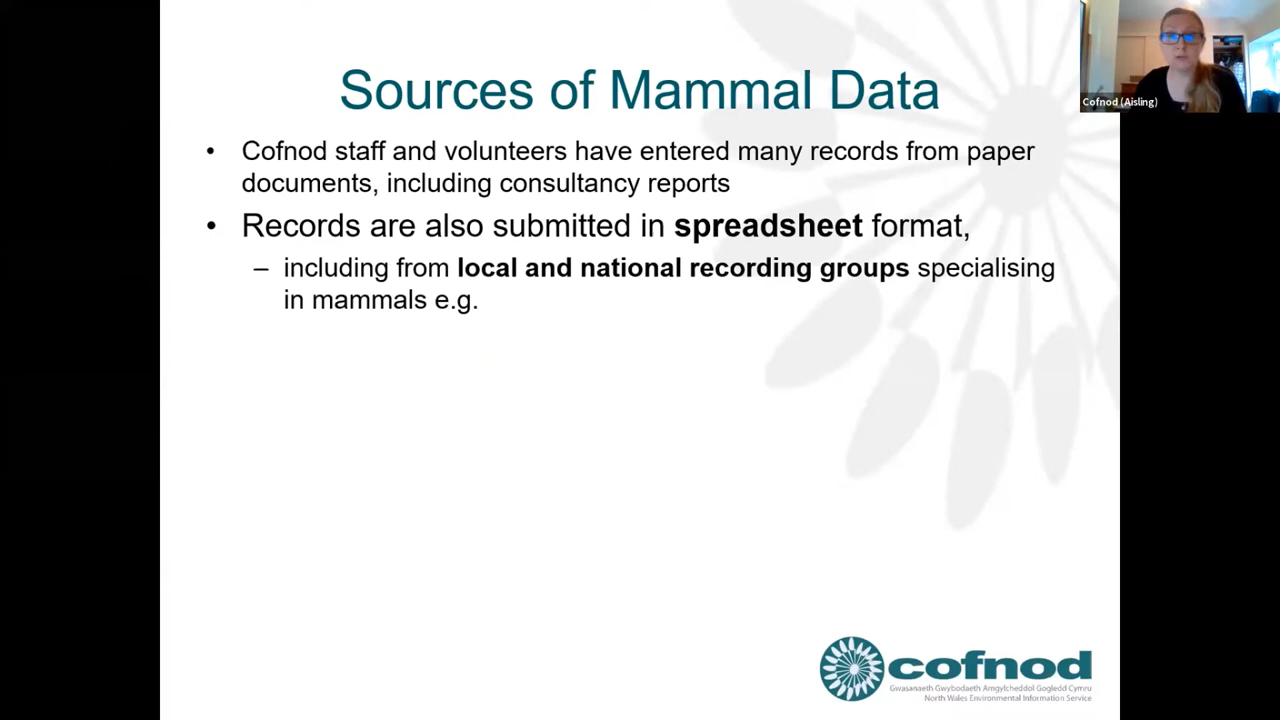 Sources of Mammal Data
Cofnod (Aisling)
• Cofnod staff and volunteers have entered many records from paper
documents, including consultancy reports
• Records are also submitted in spreadsheet format,
– including from local and national recording groups specialising
in mammals e.g.
cofnod
Gwasanaeth Gwybodaeth Amgylcheddol Gogledd Cymru
North Wales Environmental Information Service